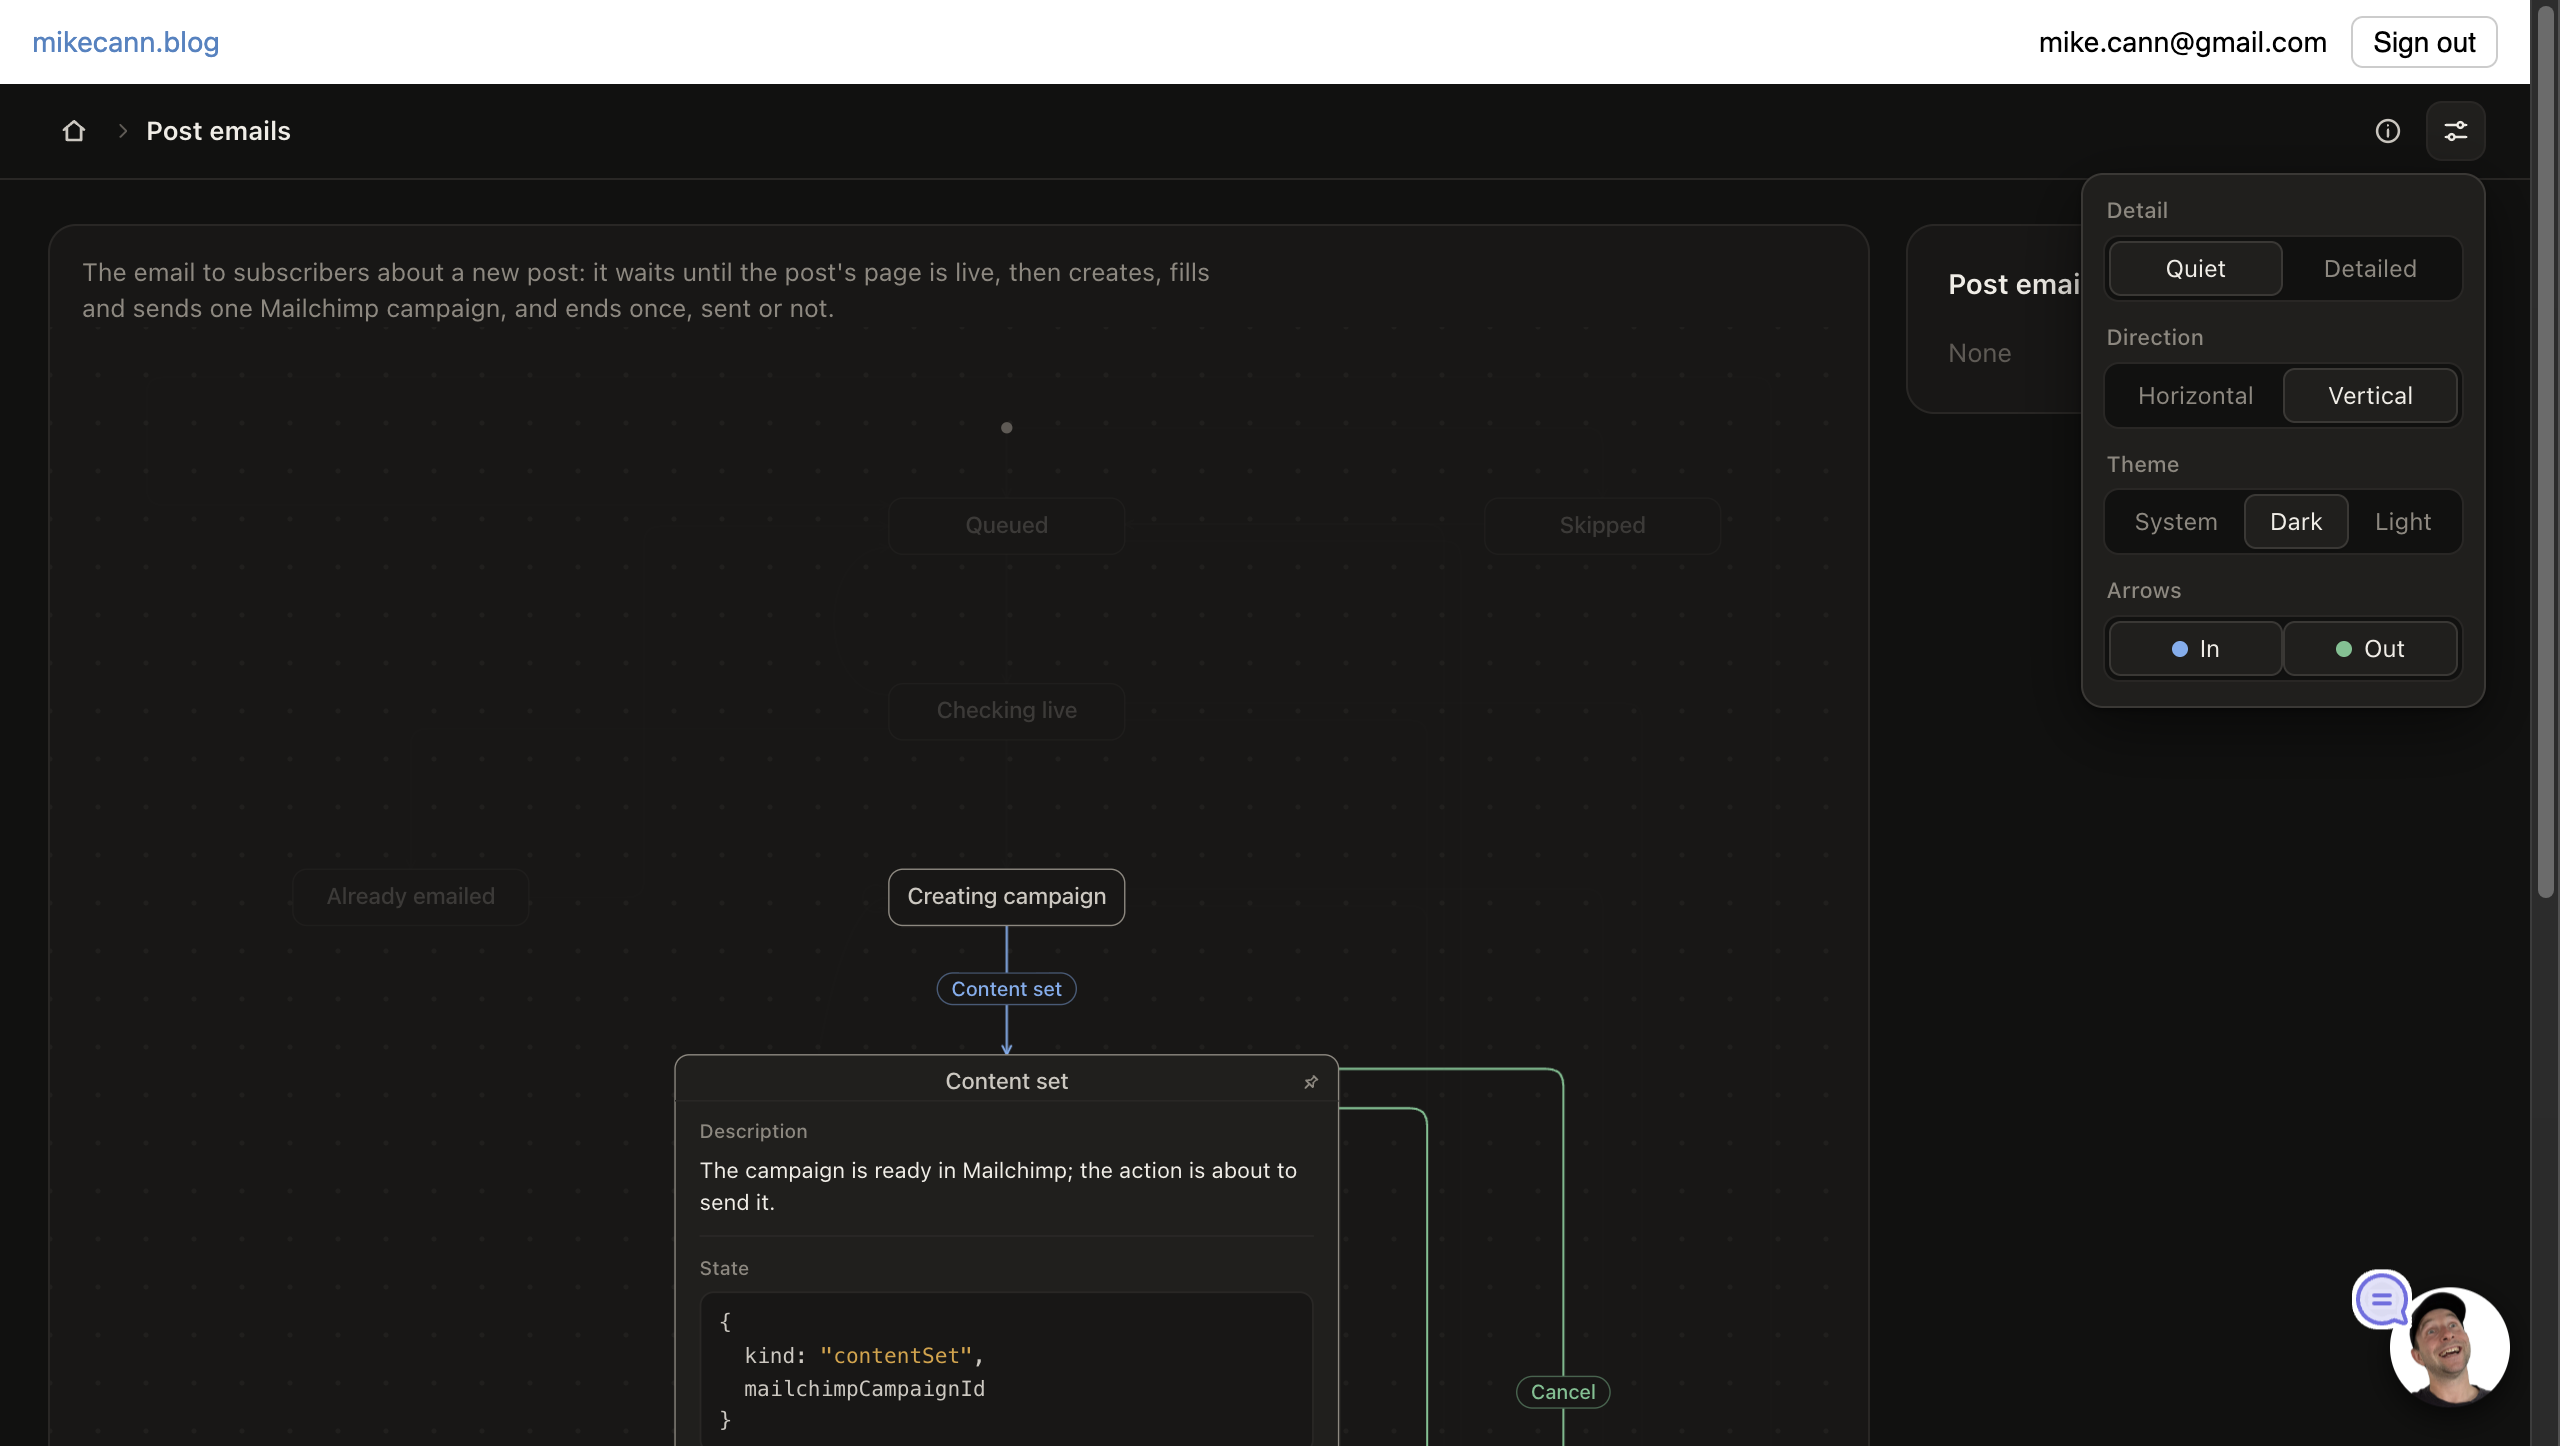 mikecann.blog
mike.cann@gmail.com
Sign out
Post emails
Detail
Quiet
Detailed
Direction
Horizontal
Vertical
Theme
System
Dark
Light
Arrows
In
Out
The email to subscribers about a new post: it waits until the post's page is live, then creates, fills
and sends one Mailchimp campaign, and ends once, sent or not.
Post emai
None
Queued
Skipped
Checking live
Already emailed
Creating campaign
Content set
Content set
Description
The campaign is ready in Mailchimp; the action is about to
send it.
State
{
kind: "contentSet",
mailchimpCampaignId
}
Cancel